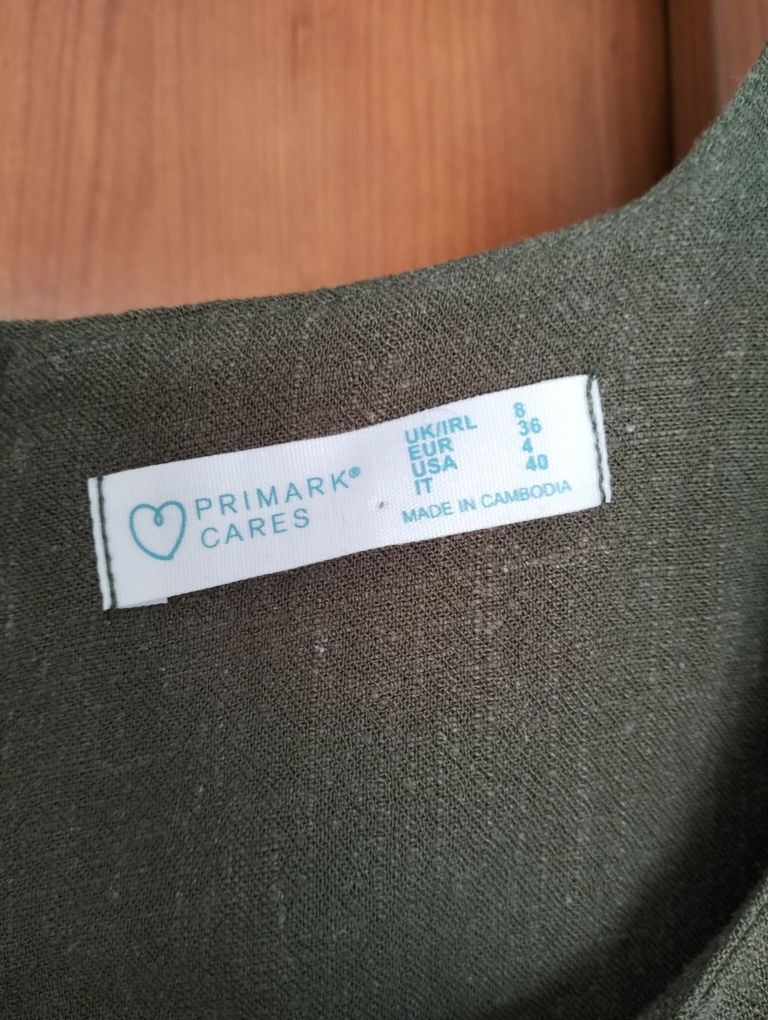 PRIMARK®
CARES
UK/IRL 8
EUR 36
USA 4
IT 40
MADE IN CAMBODIA